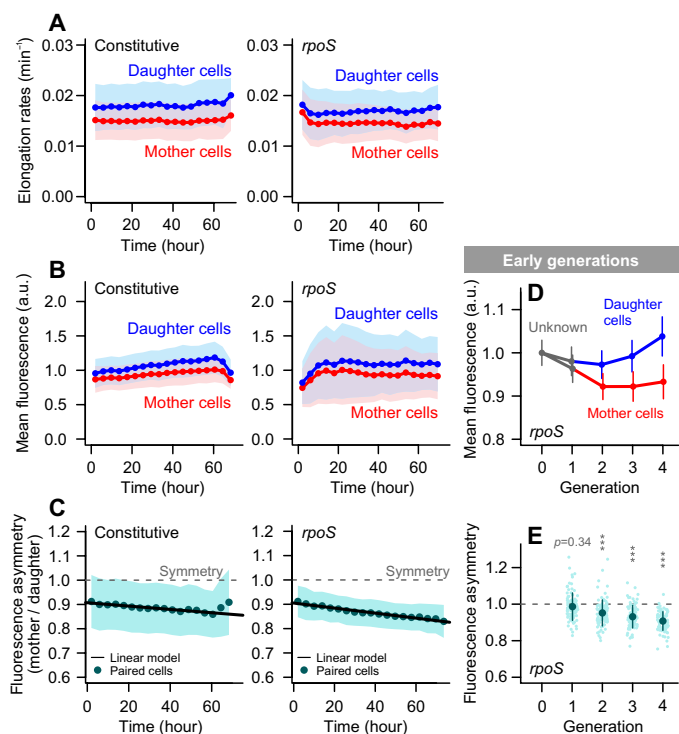 A
Constitutive
rpoS
Elongation rates (min⁻¹)
0.03
0.02
0.01
0.00
Daughter cells
Mother cells
0 20 40 60
Time (hour)
0.03
0.02
0.01
0.00
Daughter cells
Mother cells
0 20 40 60
Time (hour)
B
Constitutive
rpoS
Mean fluorescence (a.u.)
2.0
1.5
1.0
0.5
0.0
Daughter cells
Mother cells
0 20 40 60
Time (hour)
2.0
1.5
1.0
0.5
0.0
Daughter cells
Mother cells
0 20 40 60
Time (hour)
C
Constitutive
rpoS
Fluorescence asymmetry
(mother / daughter)
1.2
1.1
1.0
0.9
0.8
0.7
0.6
Symmetry
Linear model
Paired cells
0 20 40 60
Time (hour)
1.2
1.1
1.0
0.9
0.8
0.7
0.6
Symmetry
Linear model
Paired cells
0 20 40 60
Time (hour)
Early generations
D
Mean fluorescence (a.u.)
1.1
1.0
0.9
0.8
Unknown
Daughter
cells
Mother cells
rpoS
0 1 2 3 4
Generation
E
Fluorescence asymmetry
1.2
1.0
0.8
0.6
p=0.34
***
***
***
rpoS
0 1 2 3 4
Generation